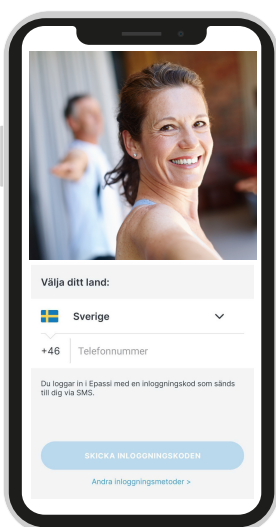 Välja ditt land:
Sverige
+46 Telefonnummer
Du loggar in i Epassi med en inloggningskod som sänds
till dig via SMS.
SKICKA INLOGGNINGSKODEN
Andra inloggningsmetoder >